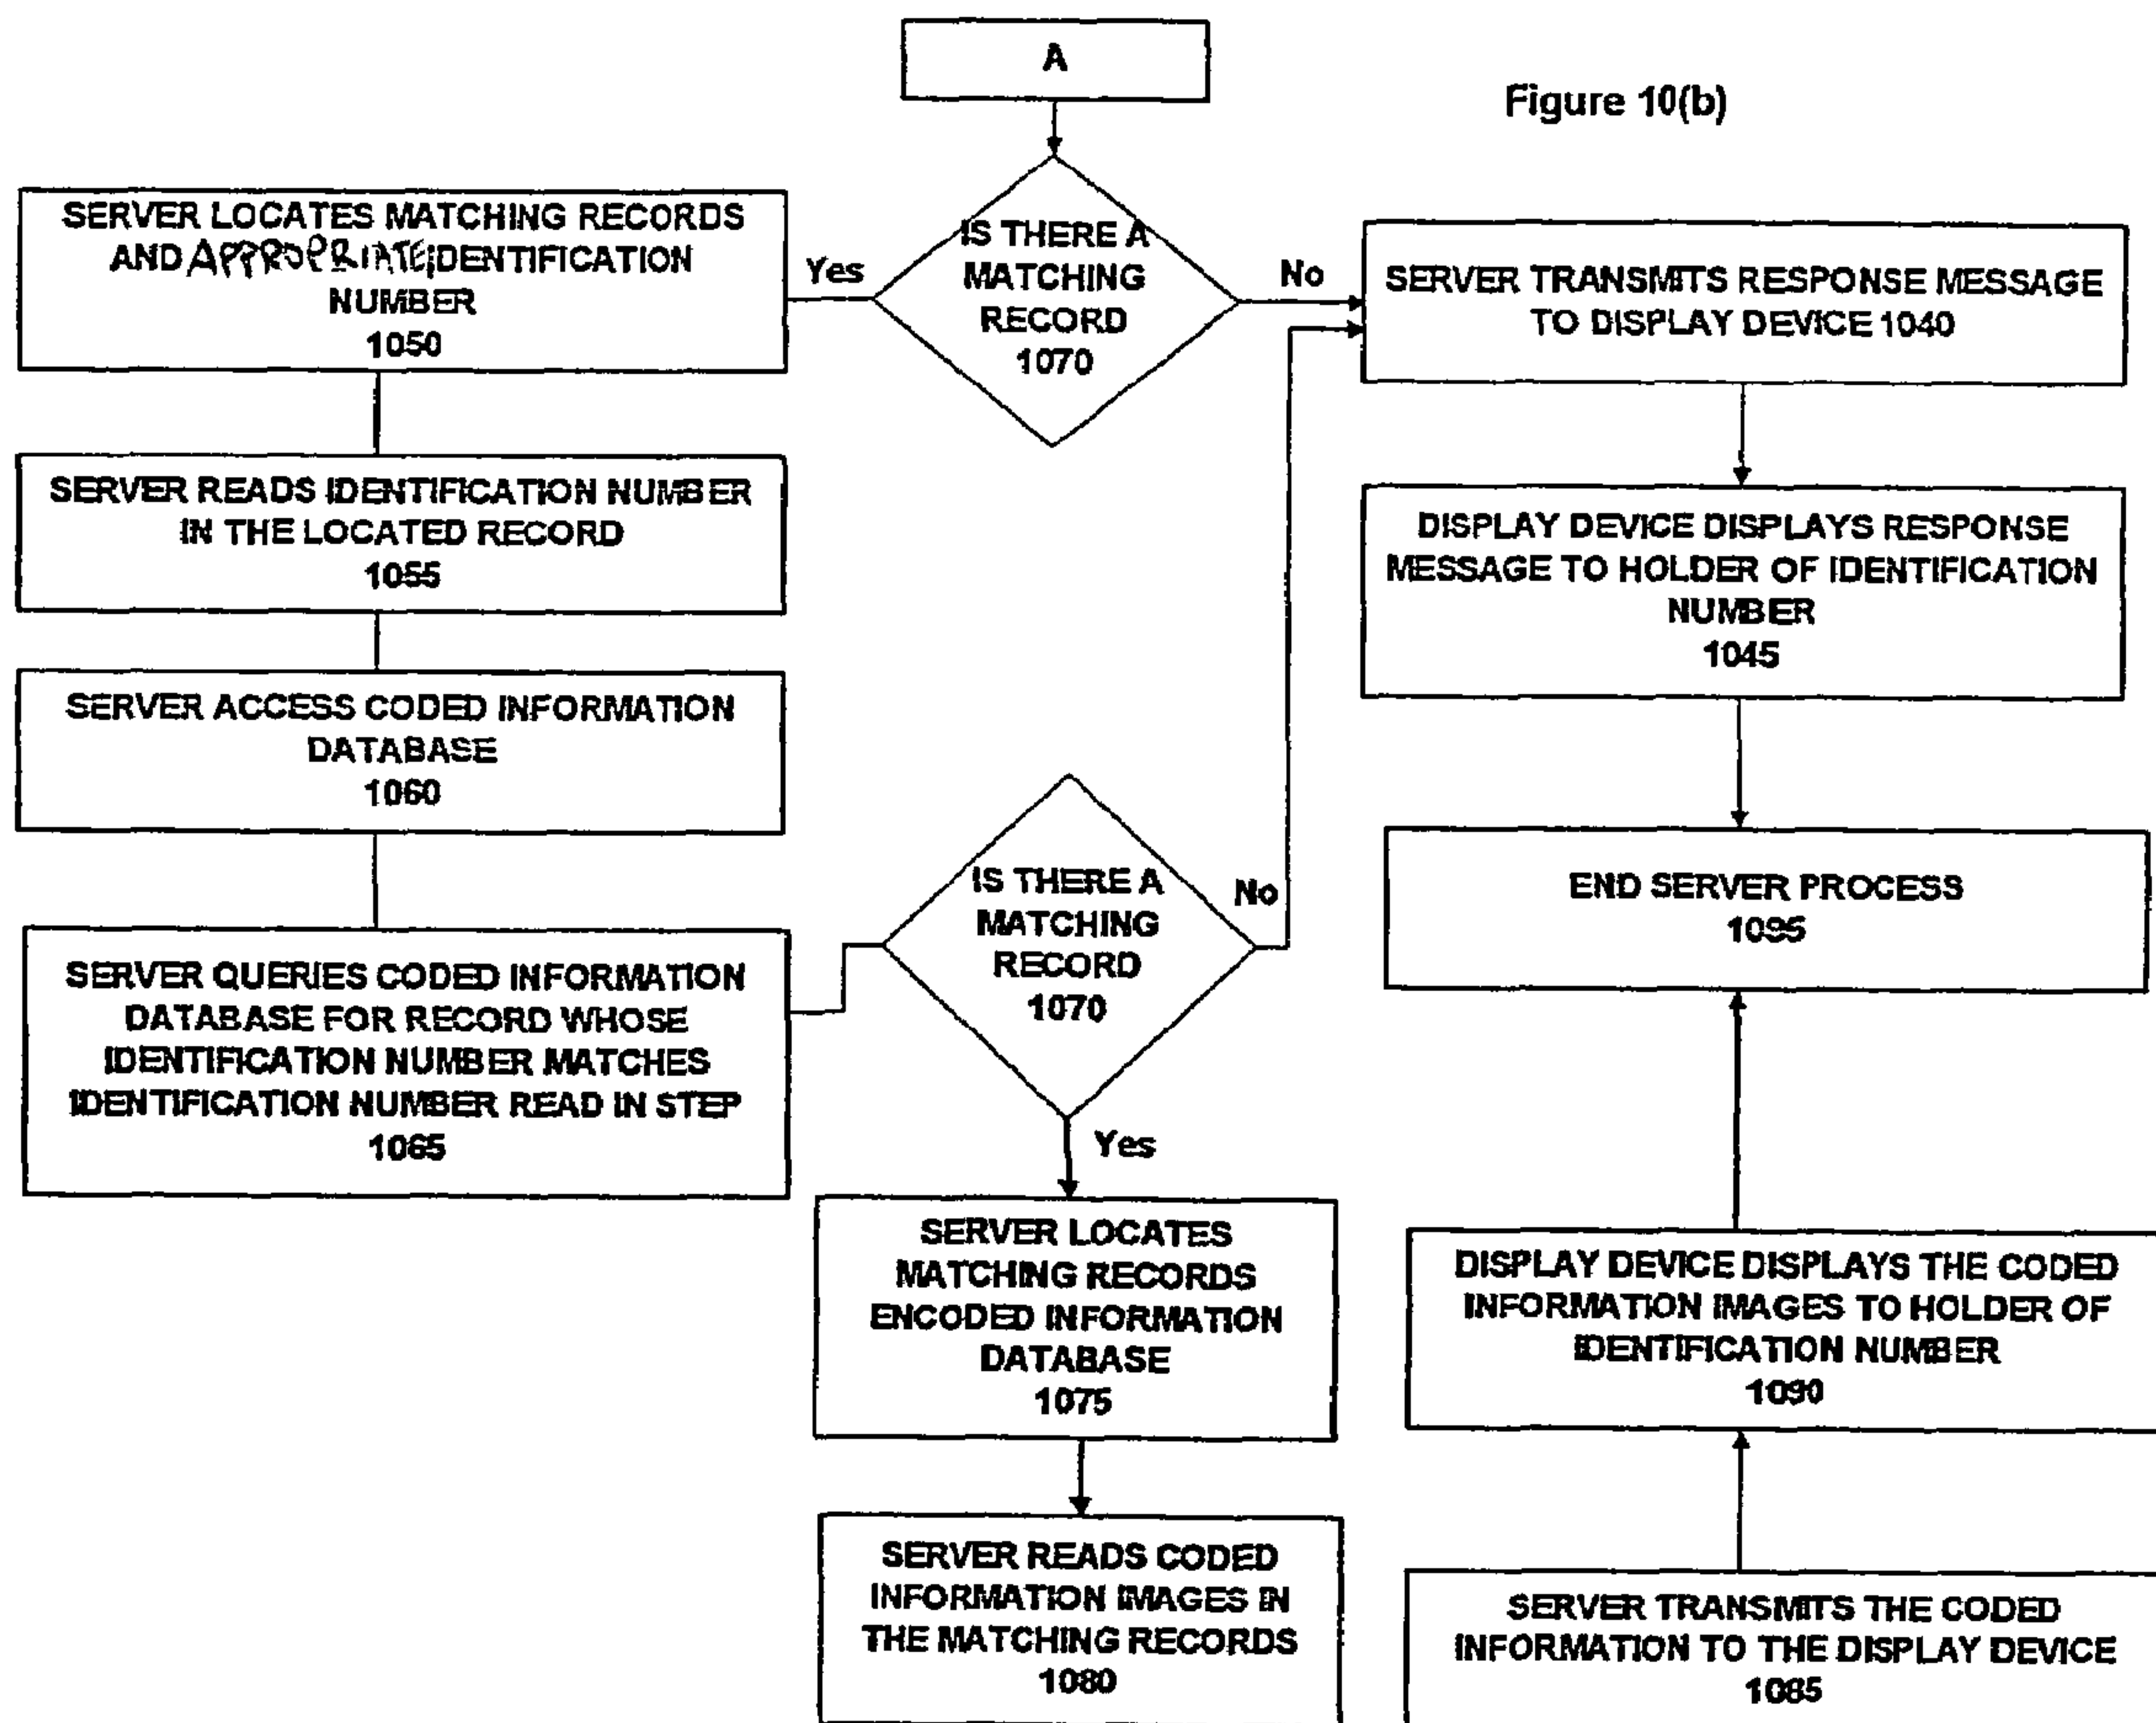 A
Figure 10(b)
IS THERE A
MATCHING
RECORD
1070
Yes
No
SERVER LOCATES MATCHING RECORDS
AND APPROPRIATE IDENTIFICATION
NUMBER
1050
SERVER READS IDENTIFICATION NUMBER
IN THE LOCATED RECORD
1055
SERVER ACCESS CODED INFORMATION
DATABASE
1060
SERVER QUERIES CODED INFORMATION
DATABASE FOR RECORD WHOSE
IDENTIFICATION NUMBER MATCHES
IDENTIFICATION NUMBER READ IN STEP
1065
IS THERE A
MATCHING
RECORD
1070
No
Yes
SERVER LOCATES
MATCHING RECORDS
ENCODED INFORMATION
DATABASE
1075
SERVER READS CODED
INFORMATION IMAGES IN
THE MATCHING RECORDS
1080
SERVER TRANSMITS RESPONSE MESSAGE
TO DISPLAY DEVICE 1040
DISPLAY DEVICE DISPLAYS RESPONSE
MESSAGE TO HOLDER OF IDENTIFICATION
NUMBER
1045
END SERVER PROCESS
1095
DISPLAY DEVICE DISPLAYS THE CODED
INFORMATION IMAGES TO HOLDER OF
IDENTIFICATION NUMBER
1090
SERVER TRANSMITS THE CODED
INFORMATION TO THE DISPLAY DEVICE
1085